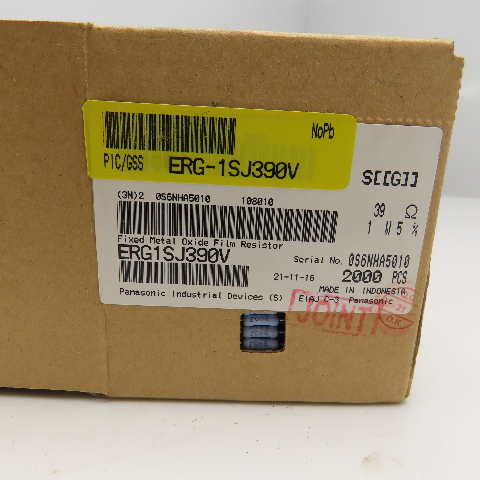 NoPb
PIC/GSS ERG-1SJ390V
S[[G]]
(3N)2 0S6NHA5010 108010
39 Ω
1 W 5 %
Fixed Metal Oxide Film Resistor
ERG1SJ390V
Serial No. 0S6NHA5010
21-11-16 2000 PCS
MADE IN INDONESIA
Panasonic Industrial Devices (S) EIAJ C-3 Panasonic
JOINT